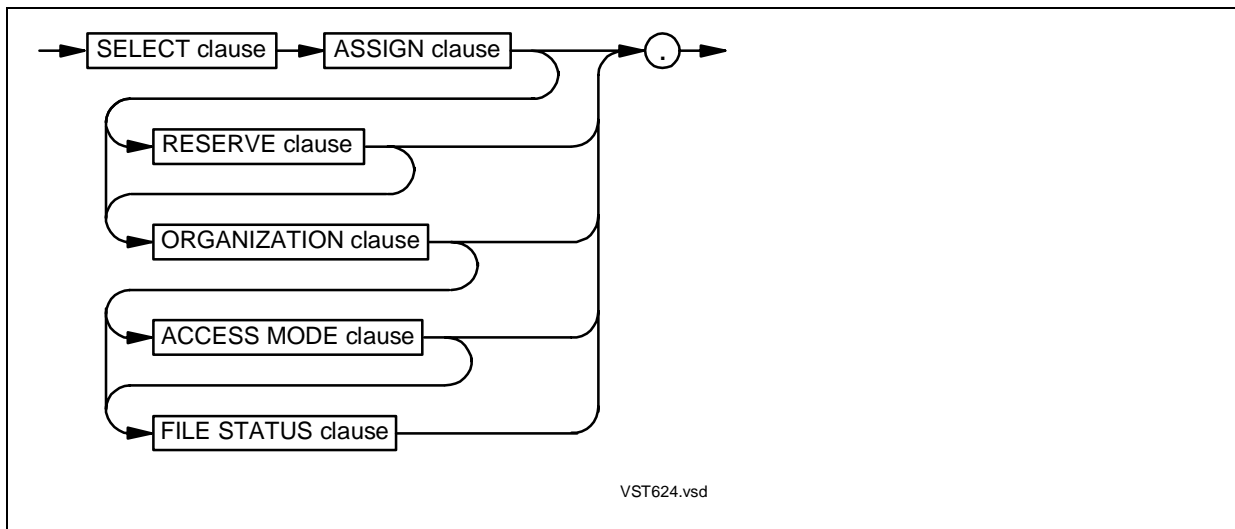 SELECT clause ASSIGN clause .
RESERVE clause
ORGANIZATION clause
ACCESS MODE clause
FILE STATUS clause
VST624.vsd